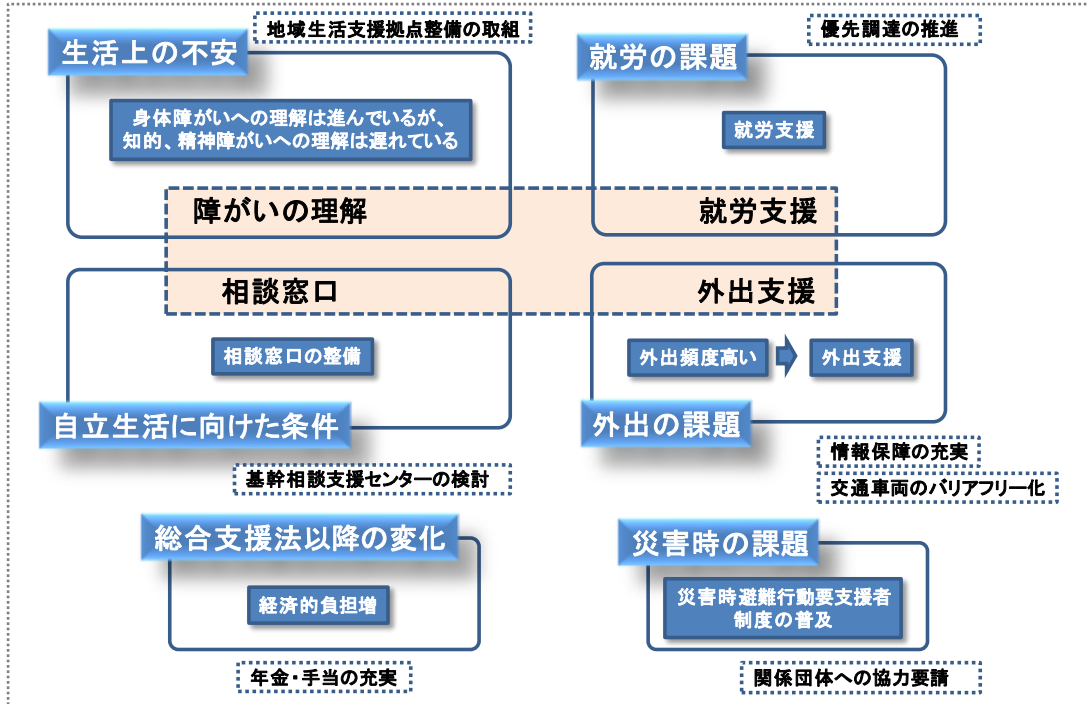 地域生活支援拠点整備の取組
生活上の不安
身体障がいへの理解は進んでいるが、
知的、精神障がいへの理解は遅れている
障がいの理解
優先調達の推進
就労の課題
就労支援
就労支援
相談窓口
相談窓口の整備
自立生活に向けた条件
基幹相談支援センターの検討
外出支援
外出頻度高い
外出支援
外出の課題
情報保障の充実
交通車両のバリアフリー化
総合支援法以降の変化
経済的負担増
年金・手当の充実
災害時の課題
災害時避難行動要支援者
制度の普及
関係団体への協力要請